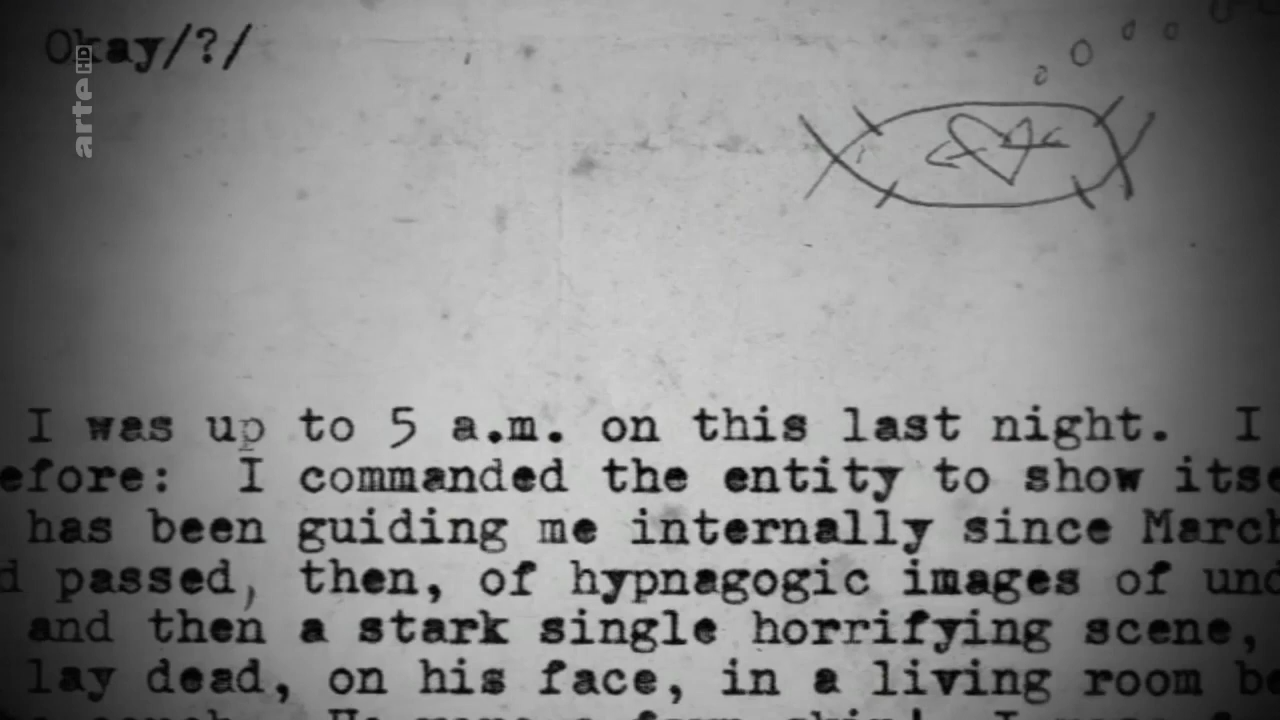 Okay/?/
arte HD
I was up to 5 a.m. on this last night. I
efore: I commanded the entity to show itse
has been guiding me internally since March
d passed, then, of hypnagogic images of und
and then a stark single horrifying scene,
lay dead, on his face, in a living room be